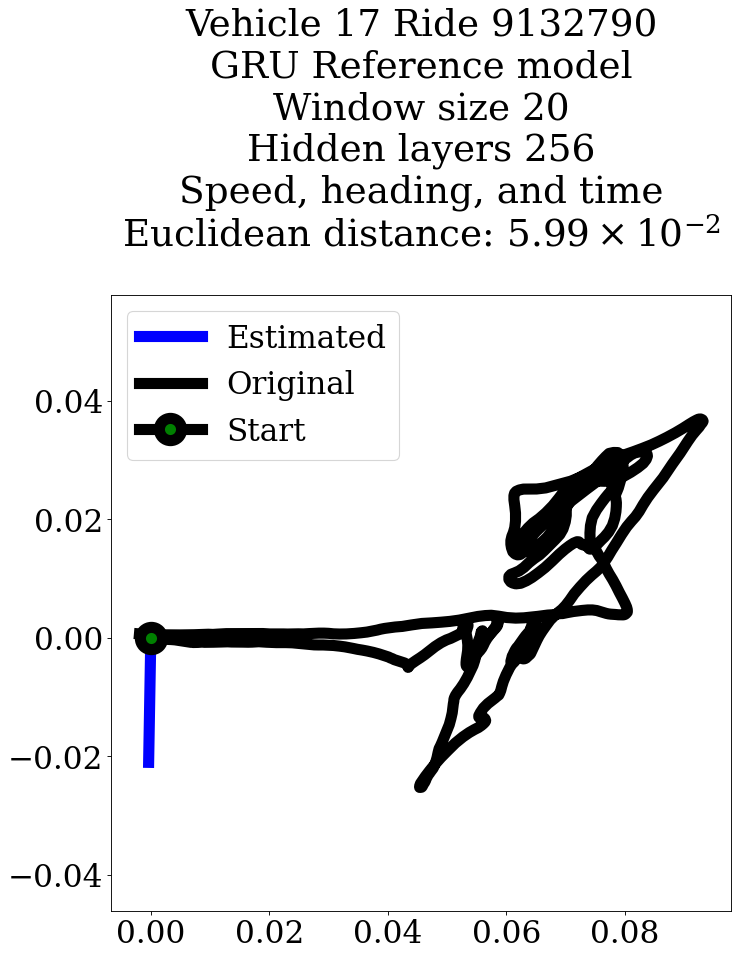 Vehicle 17 Ride 9132790
GRU Reference model
Window size 20
Hidden layers 256
Speed, heading, and time
Euclidean distance: 5.99 × 10⁻²
Estimated
Original
Start
0.04
0.02
0.00
−0.02
−0.04
0.00 0.02 0.04 0.06 0.08